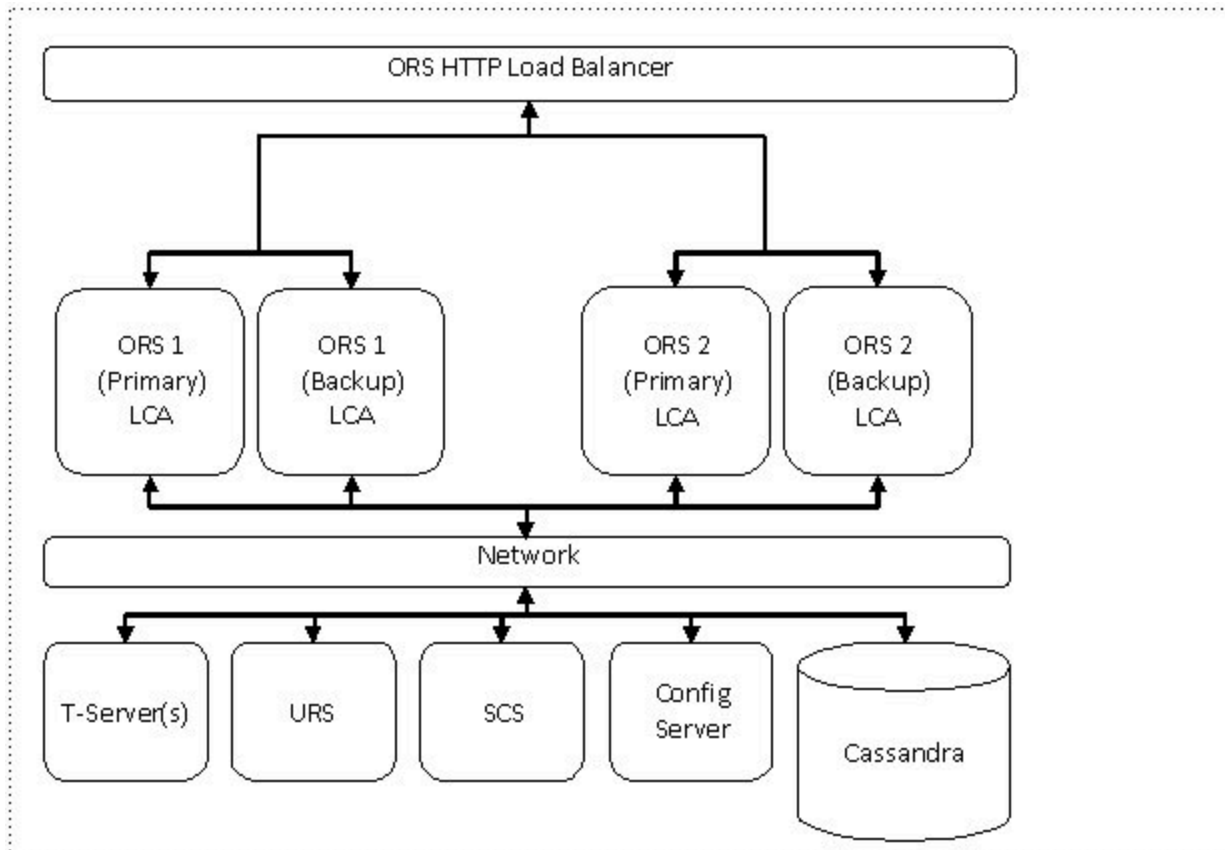 ORS HTTP Load Balancer
ORS 1
(Primary)
LCA
ORS 1
(Backup)
LCA
ORS 2
(Primary)
LCA
ORS 2
(Backup)
LCA
Network
T-Server(s)
URS
SCS
Config
Server
Cassandra